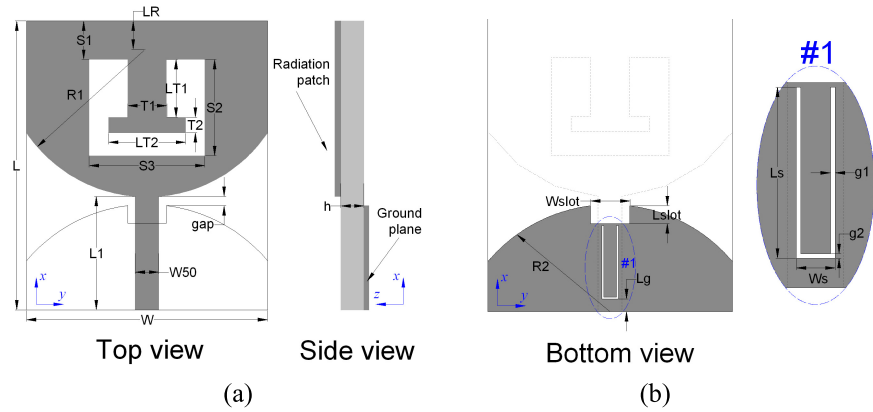 LR
S1
R1
LT1
T1
S2
T2
LT2
S3
L
gap
L1
W50
x
y
W
Top view
Radiation
patch
h
Ground
plane
x
z
Side view
(a)
Wslot
Lslot
R2
#1
Lg
x
y
Bottom view
#1
Ls
g1
g2
Ws
(b)